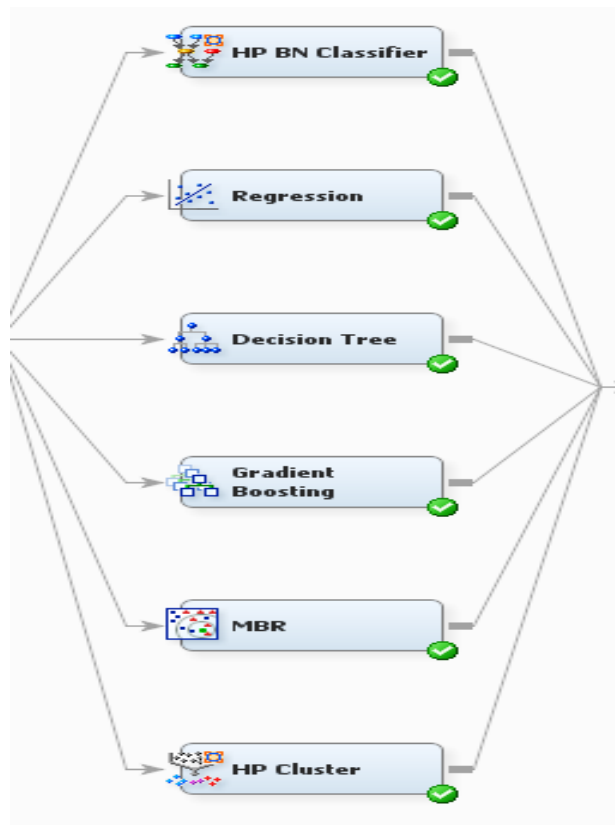 HP BN Classifier
Regression
Decision Tree
Gradient
Boosting
MBR
HP Cluster